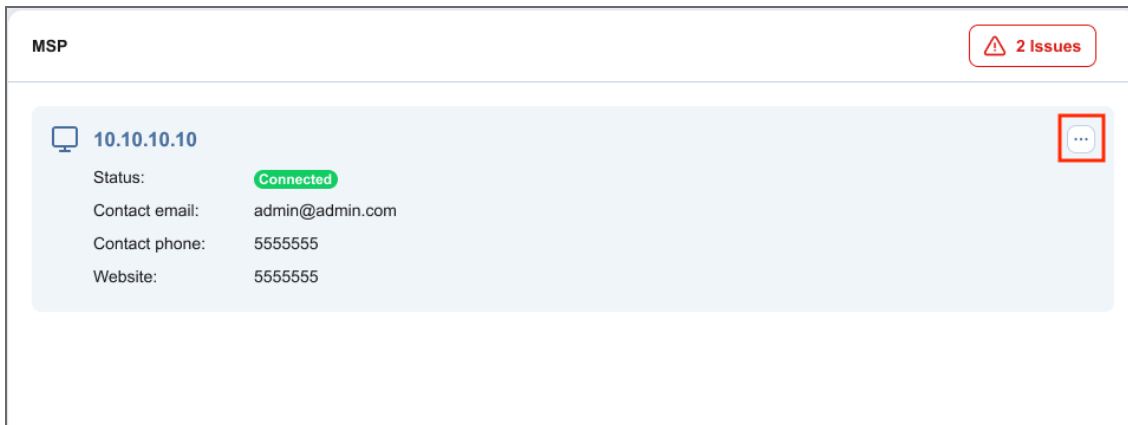 MSP
2 Issues
10.10.10.10
...
Status: Connected
Contact email: admin@admin.com
Contact phone: 5555555
Website: 5555555